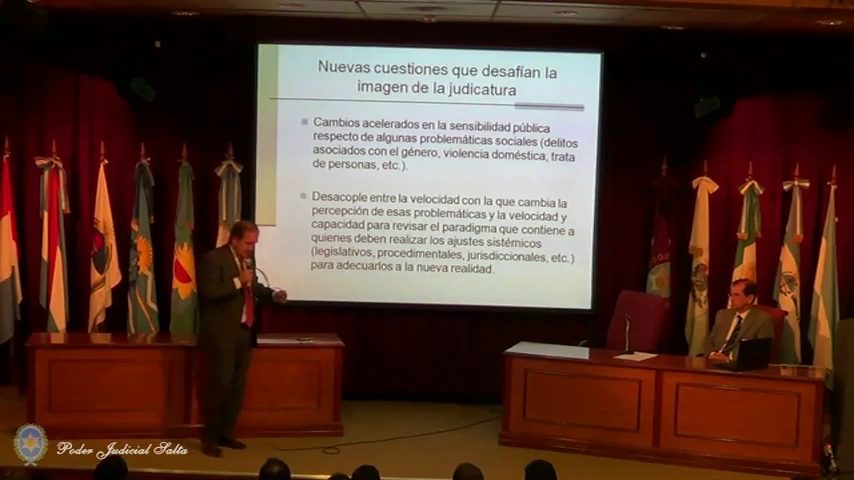 Nuevas cuestiones que desafían la
imagen de la judicatura
Cambios acelerados en la sensibilidad pública
respecto de algunas problemáticas sociales (delitos
asociados con el género, violencia doméstica, trata
de personas, etc.).
Desacople entre la velocidad con la que cambia la
percepción de esas problemáticas y la velocidad y
capacidad para revisar el paradigma que contiene a
quienes deben realizar los ajustes sistémicos
(legislativos, procedimentales, jurisdiccionales, etc.)
para adecuarlos a la nueva realidad.
Poder Judicial Salta